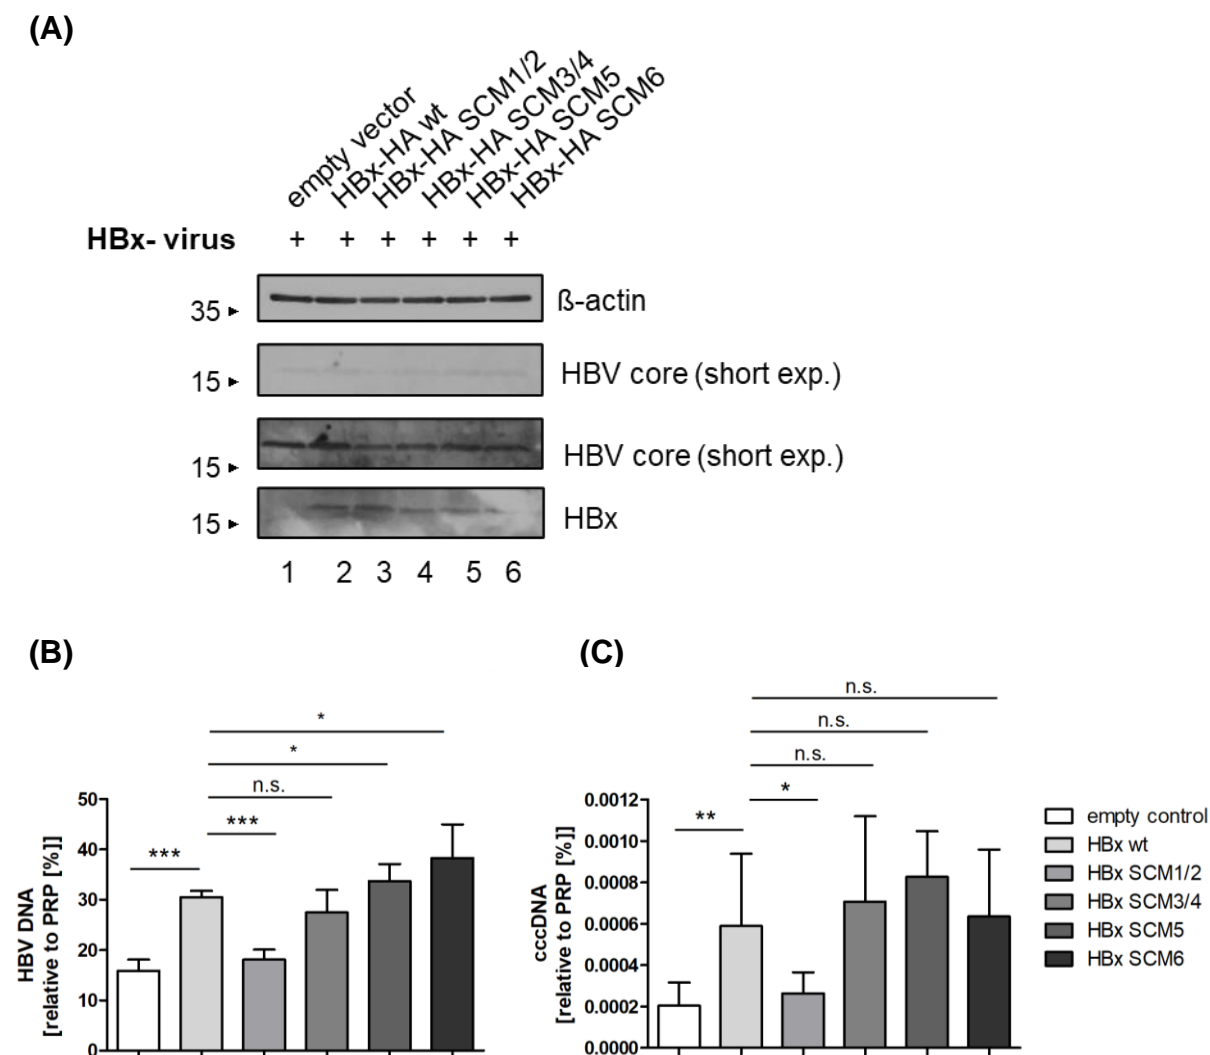 (A)
empty vector
HBx-HA wt
HBx-HA SCM1/2
HBx-HA SCM3/4
HBx-HA SCM5
HBx-HA SCM6
HBx- virus + + + + + +
35 ► ß-actin
15 ► HBV core (short exp.)
15 ► HBV core (short exp.)
15 ► HBx
1 2 3 4 5 6
(B)
*
*
n.s.
***
***
50
40
30
20
10
0
HBV DNA
[relative to PRP [%]]
(C)
n.s.
n.s.
n.s.
*
**
0.0012
0.0010
0.0008
0.0006
0.0004
0.0002
0.0000
cccDNA
[relative to PRP [%]]
empty control
HBx wt
HBx SCM1/2
HBx SCM3/4
HBx SCM5
HBx SCM6